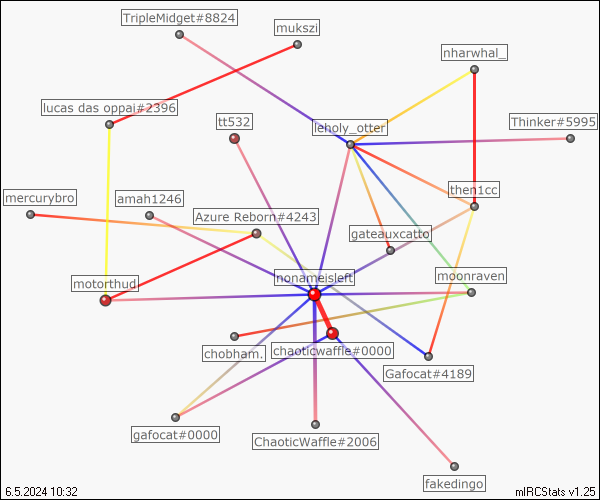 TripleMidget#8824
mukszi
nharwhal_
lucas das oppai#2396
tt532
leholy_otter
Thinker#5995
mercurybro
amah1246
then1cc
Azure Reborn#4243
gateauxcatto
motorthud
nonameisleft
moonraven
chobham.
chaoticwaffle#0000
Gafocat#4189
gafocat#0000
ChaoticWaffle#2006
fakedingo
6.5.2024 10:32
mIRCStats v1.25